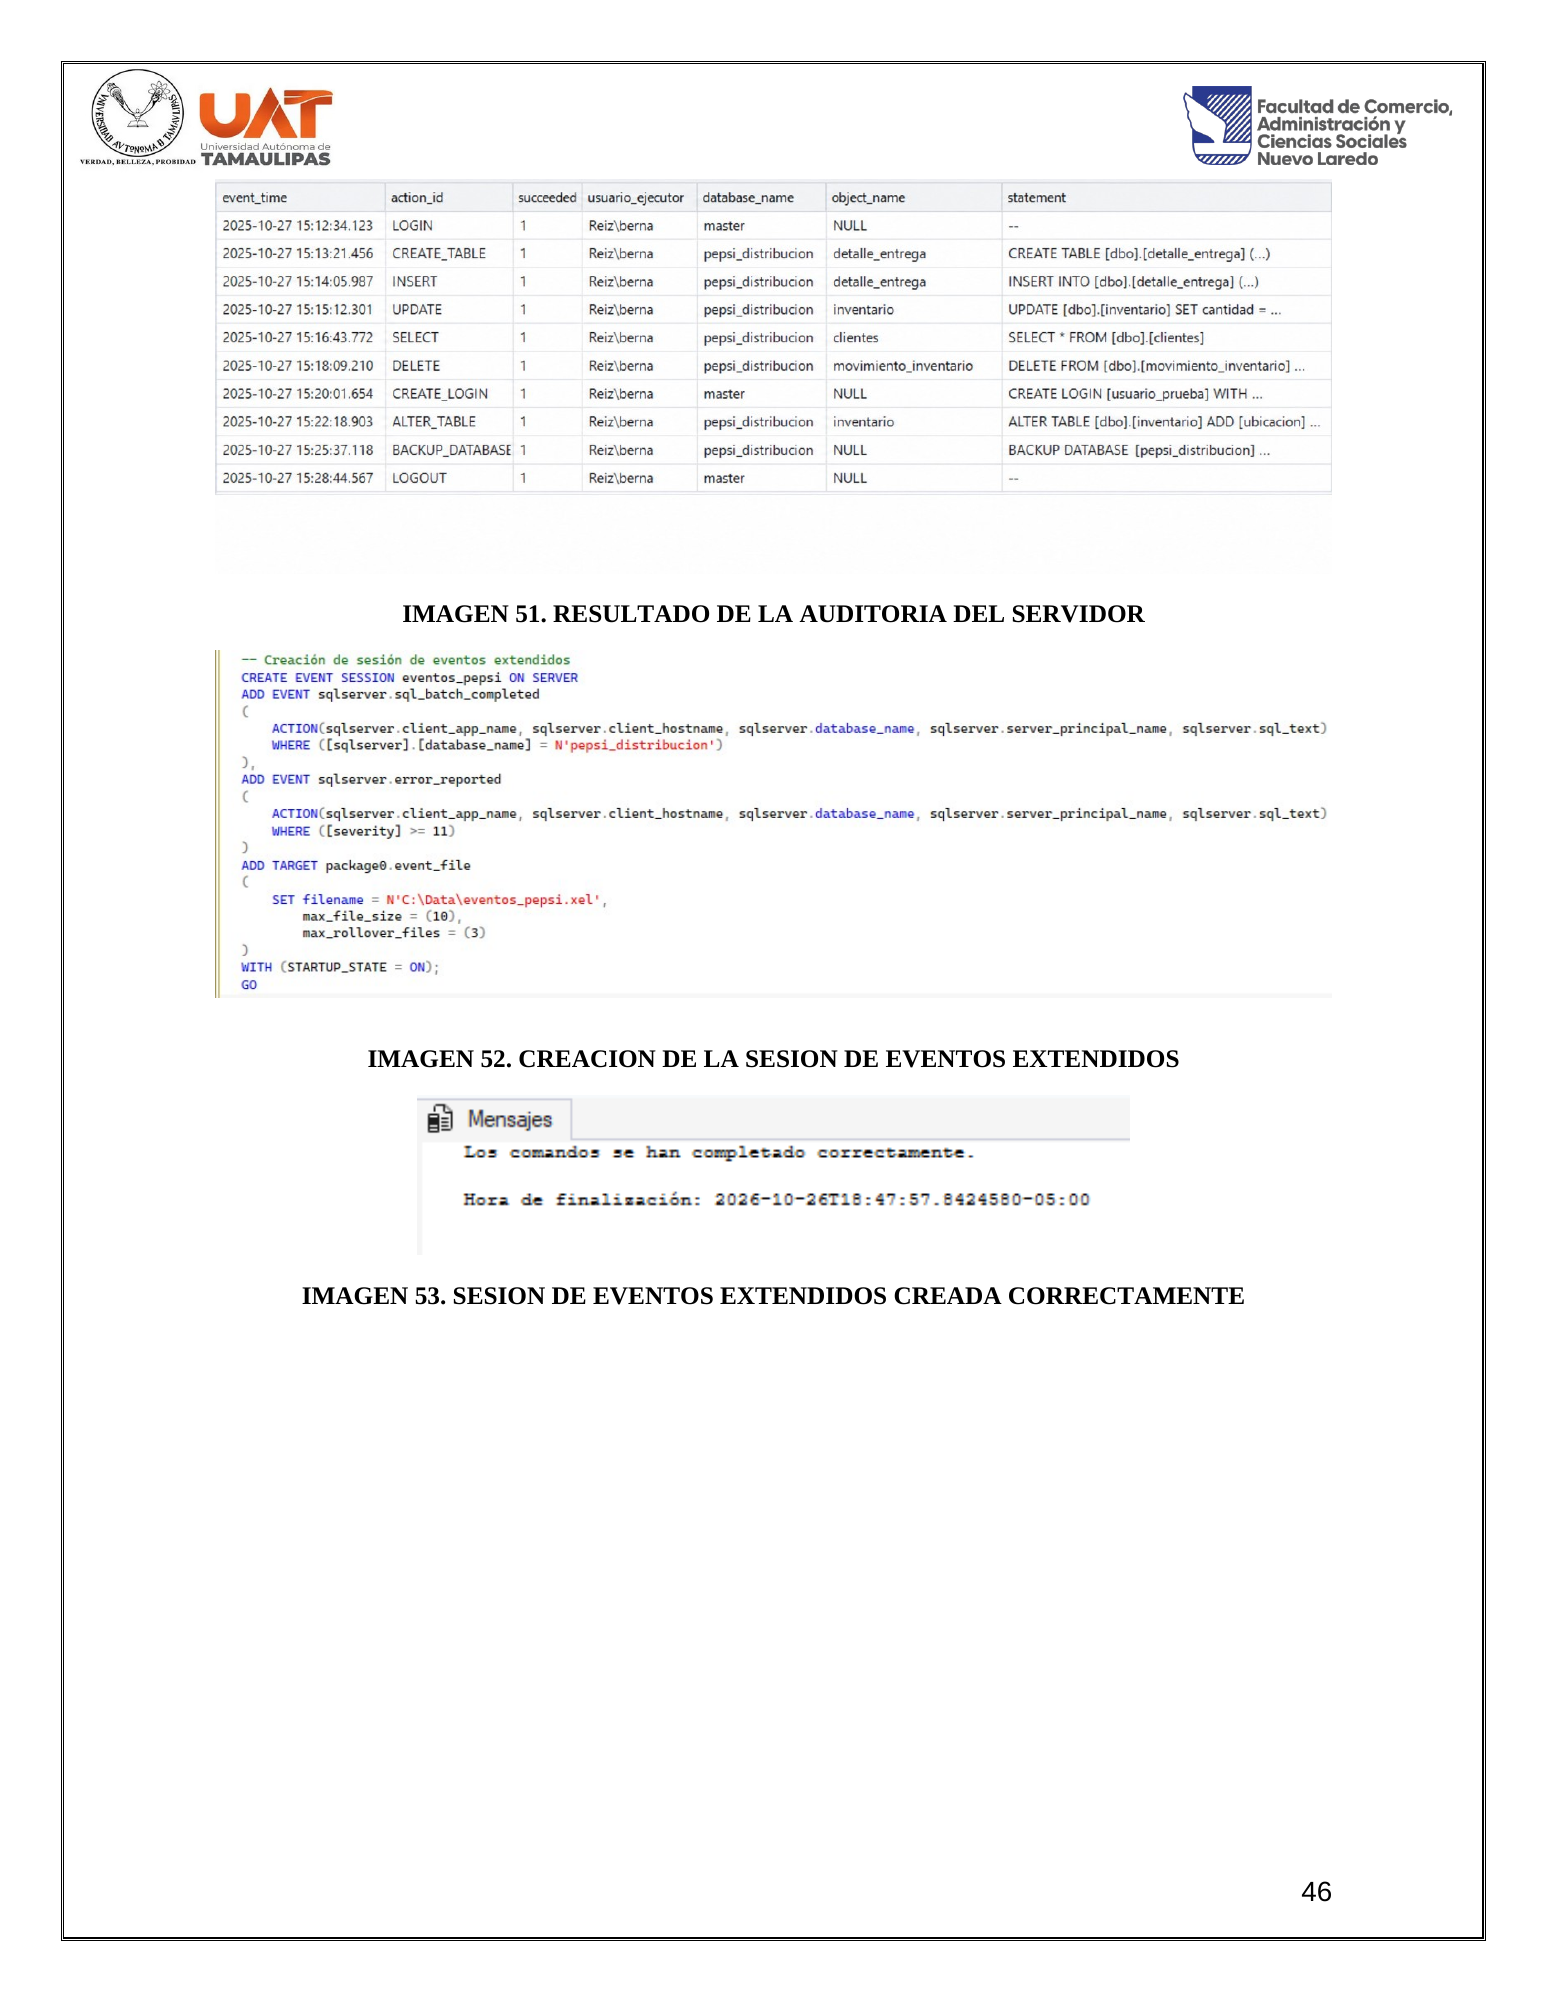 UNIVERSIDAD AVTONOMA D TAMAVLIPAS
VERDAD, BELLEZA, PROBIDAD
UAT
Universidad Autónoma de
TAMAULIPAS
Facultad de Comercio,
Administración y
Ciencias Sociales
Nuevo Laredo
event_time action_id succeeded usuario_ejecutor database_name object_name statement
2025-10-27 15:12:34.123 LOGIN 1 Reiz\berna master NULL --
2025-10-27 15:13:21.456 CREATE_TABLE 1 Reiz\berna pepsi_distribucion detalle_entrega CREATE TABLE [dbo].[detalle_entrega] (...)
2025-10-27 15:14:05.987 INSERT 1 Reiz\berna pepsi_distribucion detalle_entrega INSERT INTO [dbo].[detalle_entrega] (...)
2025-10-27 15:15:12.301 UPDATE 1 Reiz\berna pepsi_distribucion inventario UPDATE [dbo].[inventario] SET cantidad = ...
2025-10-27 15:16:43.772 SELECT 1 Reiz\berna pepsi_distribucion clientes SELECT * FROM [dbo].[clientes]
2025-10-27 15:18:09.210 DELETE 1 Reiz\berna pepsi_distribucion movimiento_inventario DELETE FROM [dbo].[movimiento_inventario] ...
2025-10-27 15:20:01.654 CREATE_LOGIN 1 Reiz\berna master NULL CREATE LOGIN [usuario_prueba] WITH ...
2025-10-27 15:22:18.903 ALTER_TABLE 1 Reiz\berna pepsi_distribucion inventario ALTER TABLE [dbo].[inventario] ADD [ubicacion] ...
2025-10-27 15:25:37.118 BACKUP_DATABASE 1 Reiz\berna pepsi_distribucion NULL BACKUP DATABASE [pepsi_distribucion] ...
2025-10-27 15:28:44.567 LOGOUT 1 Reiz\berna master NULL --
IMAGEN 51. RESULTADO DE LA AUDITORIA DEL SERVIDOR
-- Creación de sesión de eventos extendidos
CREATE EVENT SESSION eventos_pepsi ON SERVER
ADD EVENT sqlserver.sql_batch_completed
(
ACTION(sqlserver.client_app_name, sqlserver.client_hostname, sqlserver.database_name, sqlserver.server_principal_name, sqlserver.sql_text)
WHERE ([sqlserver].[database_name] = N'pepsi_distribucion')
),
ADD EVENT sqlserver.error_reported
(
ACTION(sqlserver.client_app_name, sqlserver.client_hostname, sqlserver.database_name, sqlserver.server_principal_name, sqlserver.sql_text)
WHERE ([severity] >= 11)
)
ADD TARGET package0.event_file
(
SET filename = N'C:\Data\eventos_pepsi.xel',
max_file_size = (10),
max_rollover_files = (3)
)
WITH (STARTUP_STATE = ON);
GO
IMAGEN 52. CREACION DE LA SESION DE EVENTOS EXTENDIDOS
Mensajes
Los comandos se han completado correctamente.
Hora de finalización: 2026-10-26T18:47:57.8424580-05:00
IMAGEN 53. SESION DE EVENTOS EXTENDIDOS CREADA CORRECTAMENTE
46